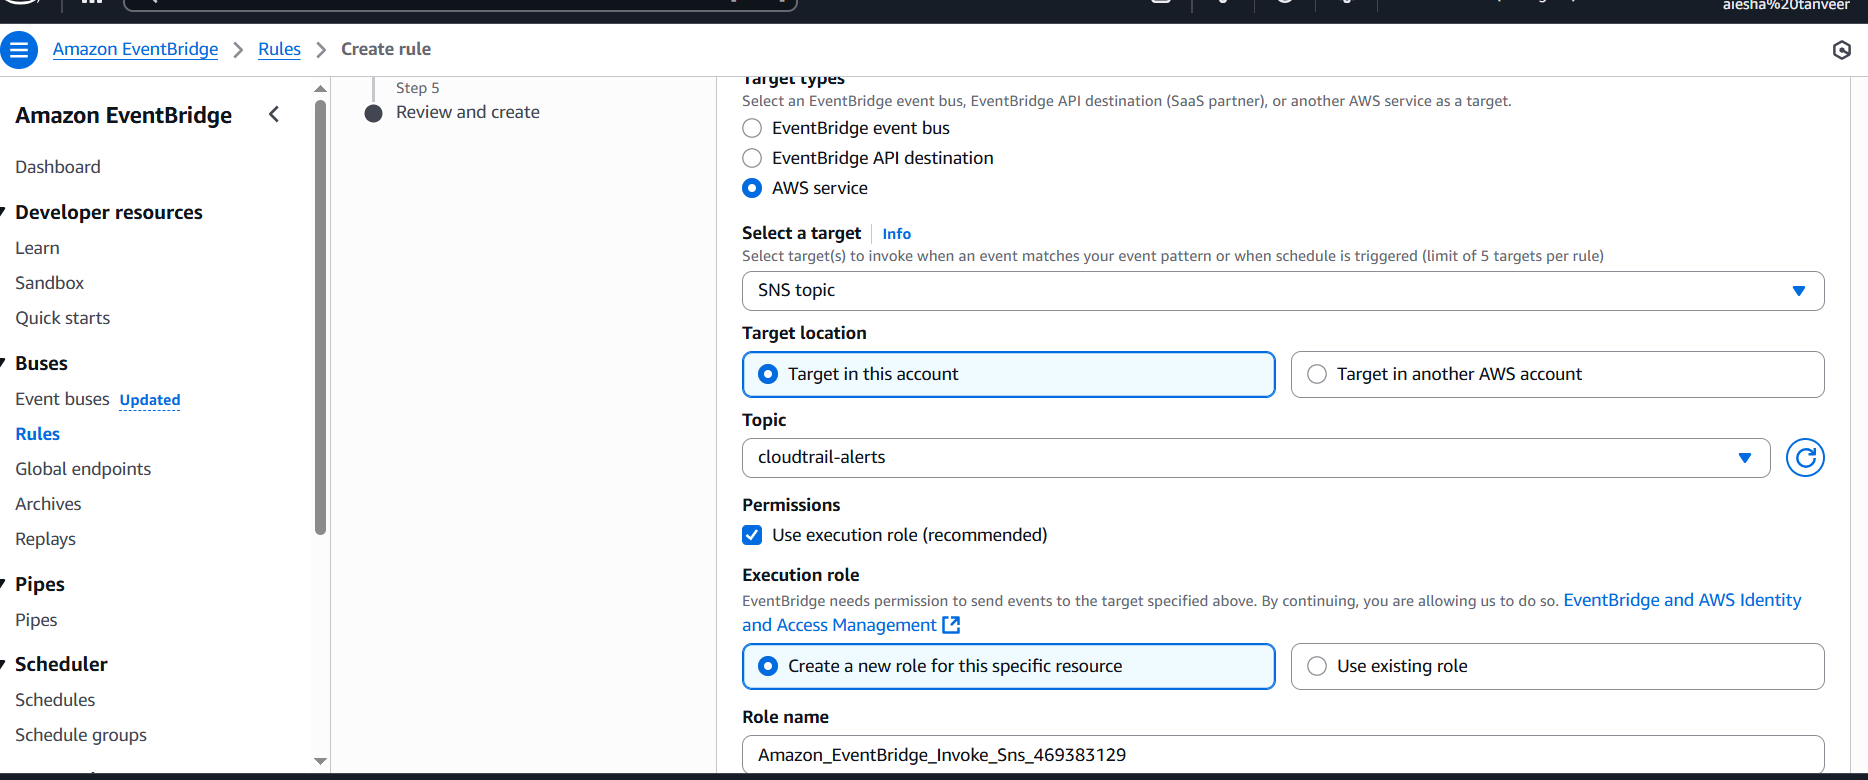 aiesha%20tanveer
Amazon EventBridge
Rules
Create rule
Amazon EventBridge
Dashboard
Developer resources
Learn
Sandbox
Quick starts
Buses
Event buses Updated
Rules
Global endpoints
Archives
Replays
Pipes
Pipes
Scheduler
Schedules
Schedule groups
Step 5
Review and create
Target types
Select an EventBridge event bus, EventBridge API destination (SaaS partner), or another AWS service as a target.
EventBridge event bus
EventBridge API destination
AWS service
Select a target Info
Select target(s) to invoke when an event matches your event pattern or when schedule is triggered (limit of 5 targets per rule)
SNS topic
Target location
Target in this account
Target in another AWS account
Topic
cloudtrail-alerts
Permissions
Use execution role (recommended)
Execution role
EventBridge needs permission to send events to the target specified above. By continuing, you are allowing us to do so. EventBridge and AWS Identity
and Access Management
Create a new role for this specific resource
Use existing role
Role name
Amazon_EventBridge_Invoke_Sns_469383129